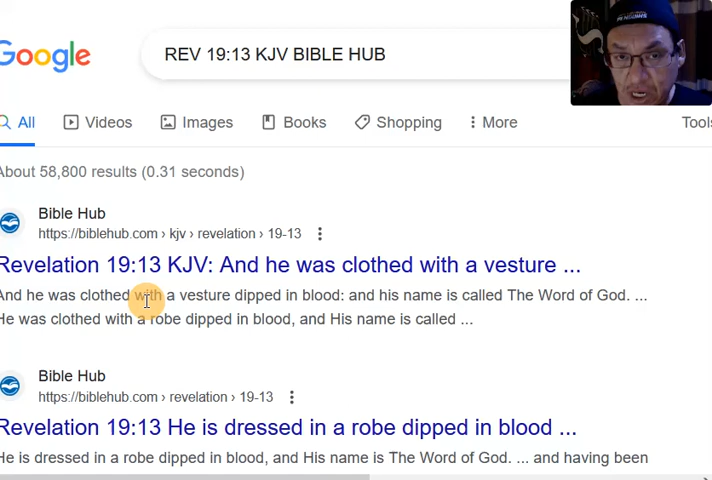 Google
REV 19:13 KJV BIBLE HUB
All Videos Images Books Shopping More Tools
About 58,800 results (0.31 seconds)
Bible Hub
https://biblehub.com › kjv › revelation › 19-13
Revelation 19:13 KJV: And he was clothed with a vesture ...
And he was clothed with a vesture dipped in blood: and his name is called The Word of God. ...
He was clothed with a robe dipped in blood, and His name is called ...
Bible Hub
https://biblehub.com › revelation › 19-13
Revelation 19:13 He is dressed in a robe dipped in blood ...
He is dressed in a robe dipped in blood, and His name is The Word of God. ... and having been